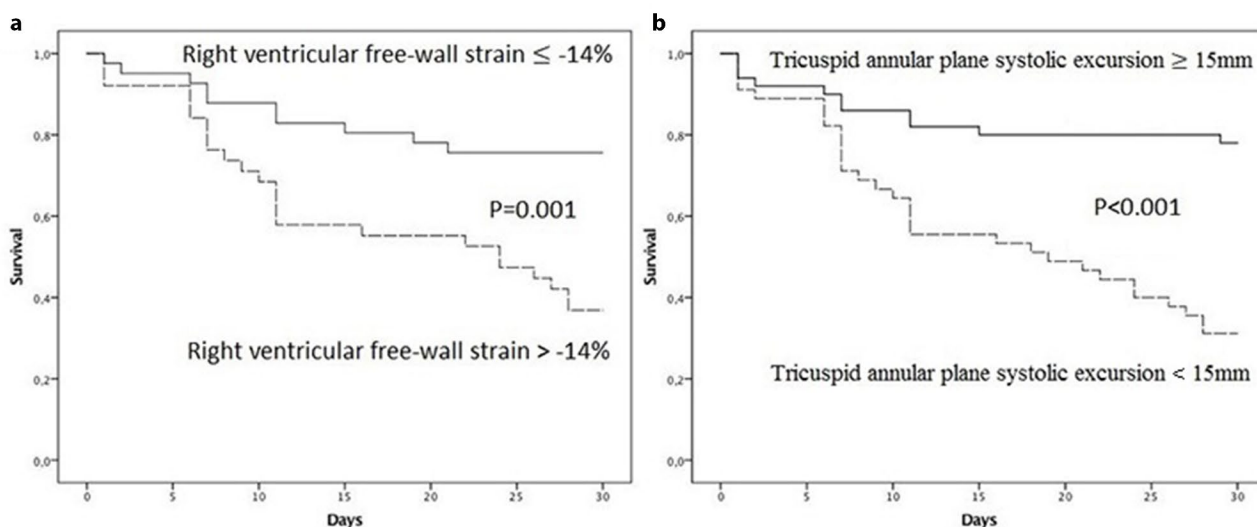 a
Right ventricular free-wall strain ≤ -14%
P=0.001
Right ventricular free-wall strain > -14%
Survival
1,0
0,8
0,6
0,4
0,2
0,0
0 5 10 15 20 25 30
Days
b
Tricuspid annular plane systolic excursion ≥ 15mm
P<0.001
Tricuspid annular plane systolic excursion < 15mm
Survival
1,0
0,8
0,6
0,4
0,2
0,0
0 5 10 15 20 25 30
Days